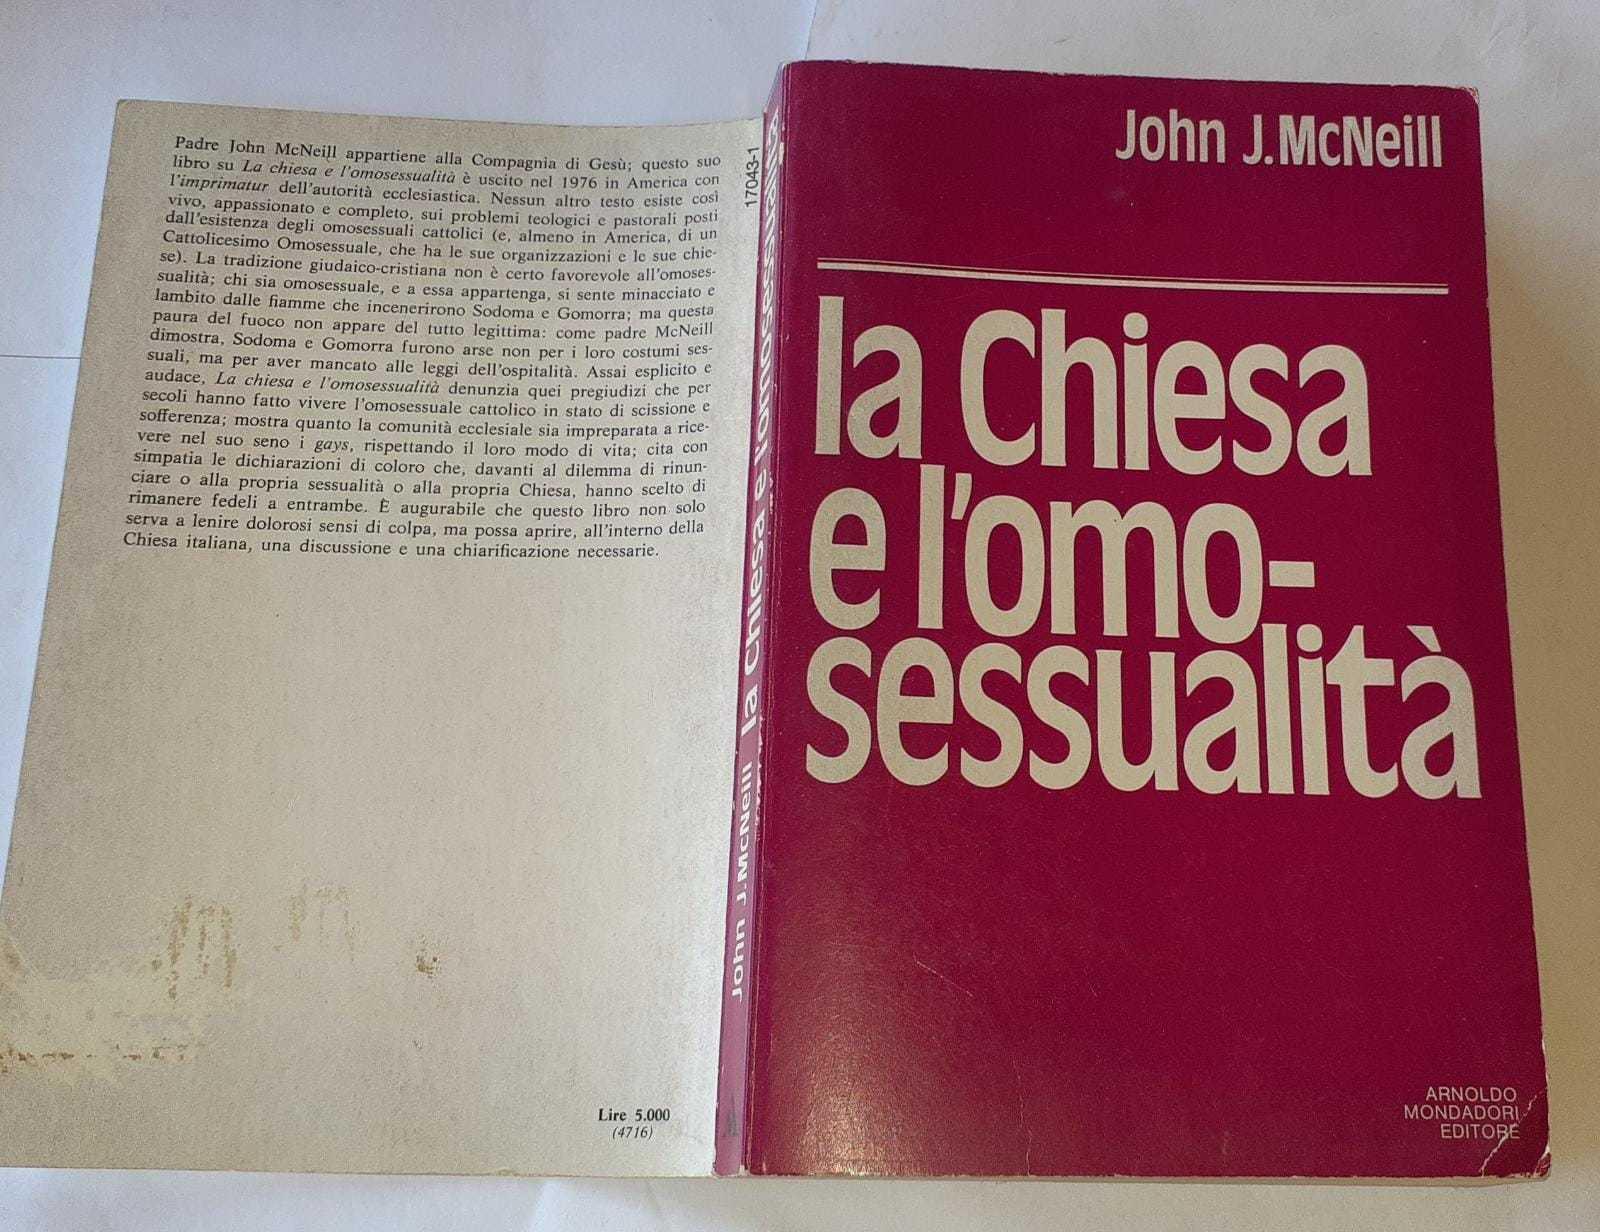 Padre John McNeill appartiene alla Compagnia di Gesù; questo suo
libro su La chiesa e l'omosessualità è uscito nel 1976 in America con
l'imprimatur dell'autorità ecclesiastica. Nessun altro testo esiste così
vivo, appassionato e completo, sui problemi teologici e pastorali posti
dall'esistenza degli omosessuali cattolici (e, almeno in America, di un
Cattolicesimo Omosessuale, che ha le sue organizzazioni e le sue chie-
se). La tradizione giudaico-cristiana non è certo favorevole all'omoses-
sualità; chi sia omosessuale, e a essa appartenga, si sente minacciato e
lambito dalle fiamme che incenerirono Sodoma e Gomorra; ma questa
paura del fuoco non appare del tutto legittima: come padre McNeill
dimostra, Sodoma e Gomorra furono arse non per i loro costumi ses-
suali, ma per aver mancato alle leggi dell'ospitalità. Assai esplicito e
audace, La chiesa e l'omosessualità denunzia quei pregiudizi che per
secoli hanno fatto vivere l'omosessuale cattolico in stato di scissione e
sofferenza; mostra quanto la comunità ecclesiale sia impreparata a rice-
vere nel suo seno i gays, rispettando il loro modo di vita; cita con
simpatia le dichiarazioni di coloro che, davanti al dilemma di rinun-
ciare o alla propria sessualità o alla propria Chiesa, hanno scelto di
rimanere fedeli a entrambe. È augurabile che questo libro non solo
serva a lenire dolorosi sensi di colpa, ma possa aprire, all'interno della
Chiesa italiana, una discussione e una chiarificazione necessarie.
Lire 5.000
(4716)
17043-1
John J. McNeill la Chiesa e l'omosessualità
John J. McNeill
la Chiesa
e l'omo-
sessualità
ARNOLDO
MONDADORI
EDITORE